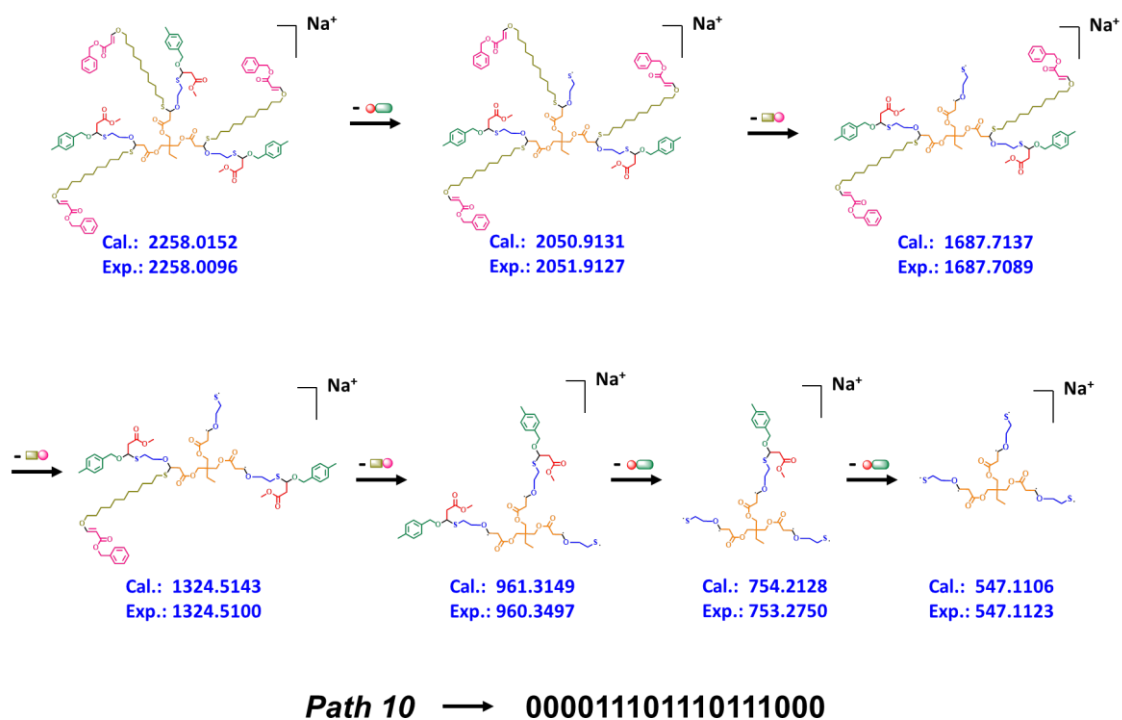 Na+
Na+
Na+
Cal.: 2258.0152
Exp.: 2258.0096
Cal.: 2050.9131
Exp.: 2051.9127
Cal.: 1687.7137
Exp.: 1687.7089
Na+
Na+
Na+
Na+
Cal.: 1324.5143
Exp.: 1324.5100
Cal.: 961.3149
Exp.: 960.3497
Cal.: 754.2128
Exp.: 753.2750
Cal.: 547.1106
Exp.: 547.1123
Path 10 → 000011101110111000